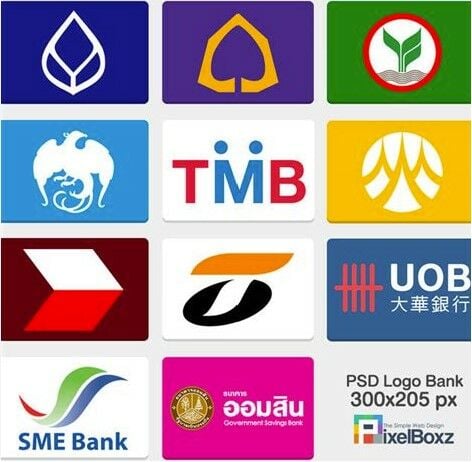 TMB
UOB
大華銀行
SME Bank
ธนาคาร
ออมสิน
Government Savings Bank
PSD Logo Bank
300x205 px
The Simple Web Design
PixelBoxz